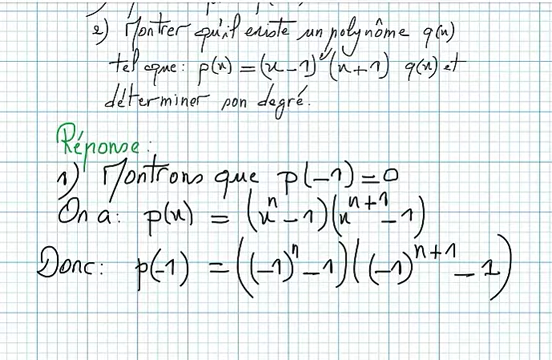 2) Montrer qu'il existe un polynôme q(x)
tel que: p(x) = (x-1)²(x+1) q(x) et
déterminer son degré.
Réponse:
1) Montrons que p(-1)=0
On a: p(x) = (xⁿ-1)(xⁿ⁺¹-1)
Donc: p(-1) = ((-1)ⁿ-1)((-1)ⁿ⁺¹-1)